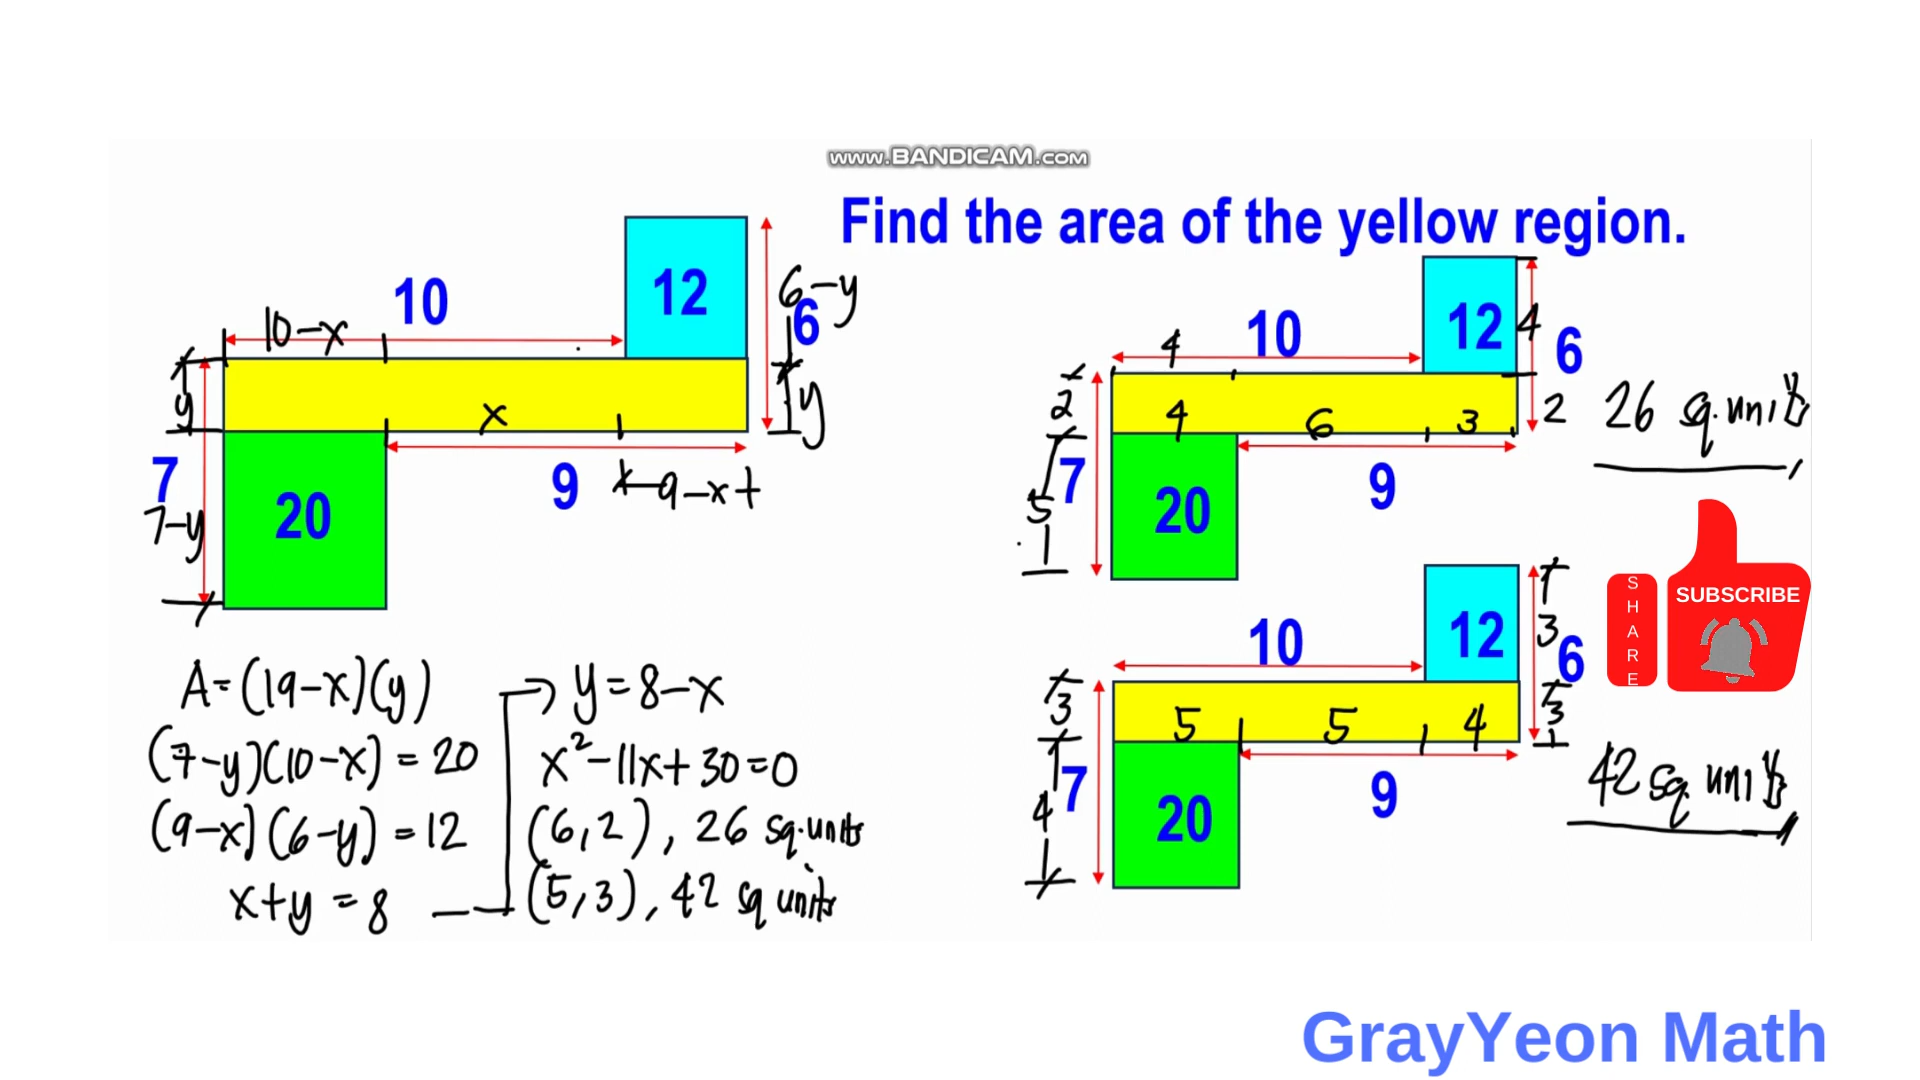 www.BANDICAM.com
Find the area of the yellow region.
12
10
6-y
6
10-x
y
x
y
7
7-y
20
9
9-x
A=(19-x)(y)
(7-y)(10-x) = 20
(9-x)(6-y) = 12
x+y = 8
y=8-x
x²-11x+30=0
(6,2), 26 sq.units
(5,3), 42 sq units
12
10
4
4
6
2
4
6
3
2
7
5
20
9
26 sq.units
12
10
3
6
3
5
5
4
3
7
4
20
9
42 sq units
SHARE
SUBSCRIBE
GrayYeon Math